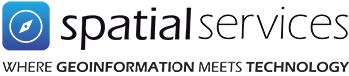 spatialservices
WHERE GEOINFORMATION MEETS TECHNOLOGY